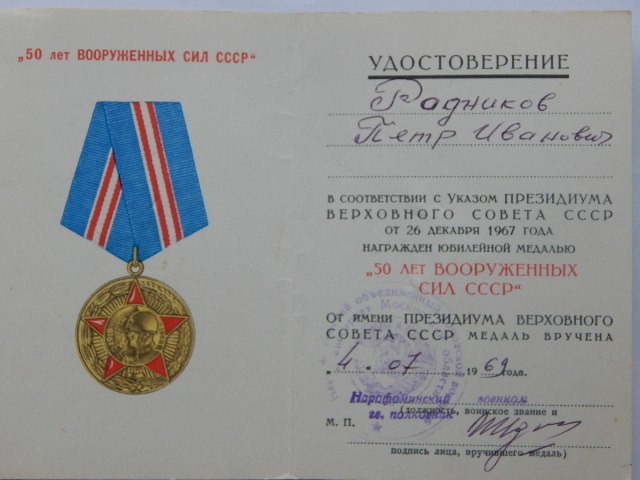 „50 лет ВООРУЖЕННЫХ СИЛ СССР“
УДОСТОВЕРЕНИЕ
Родников
Петр Иванович
В СООТВЕТСТВИИ С УКАЗОМ ПРЕЗИДИУМА
ВЕРХОВНОГО СОВЕТА СССР
ОТ 26 ДЕКАБРЯ 1967 ГОДА
НАГРАЖДЕН ЮБИЛЕЙНОЙ МЕДАЛЬЮ
„50 ЛЕТ ВООРУЖЕННЫХ
СИЛ СССР“
ОТ ИМЕНИ ПРЕЗИДИУМА ВЕРХОВНОГО
СОВЕТА СССР МЕДАЛЬ ВРУЧЕНА
„4. 07 1969 года.
Нарофоминский военком
(должность, воинское звание и
гв. полковник
М. П.
подпись лица, вручившего медаль)